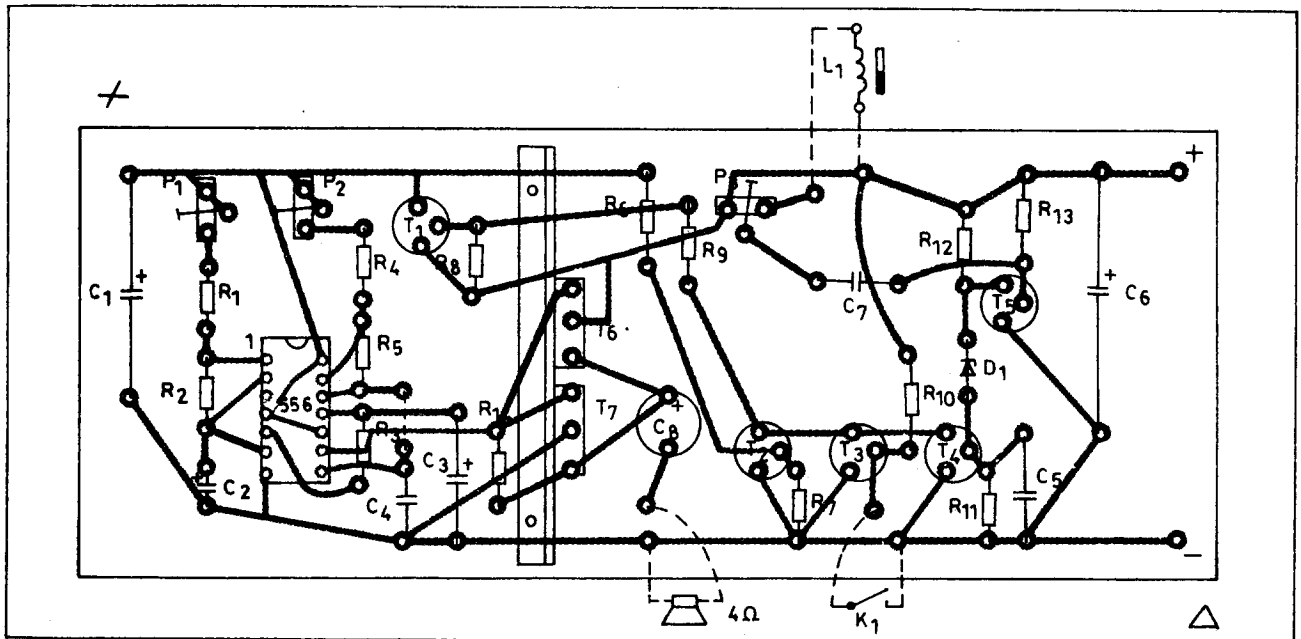 L1
+
P1
P2
P
R6
T1
R8
R9
R12
R13
R4
C1
+
R1
C7
T5
+
C6
T6
1
R5
D1
R2
556
R1
T7
+
C8
R10
R3
T2
T3
T4
C2
C3
+
C4
R7
R11
C5
−
4Ω
K1